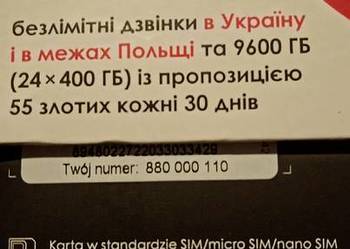 безлімітні дзвінки в Україну
і в межах Польщі та 9600 ГБ
(24×400 ГБ) із пропозицією
55 злотих кожні 30 днів
8948022722033033429
Twój numer: 880 000 110
Karta w standardzie SIM/micro SIM/nano SIM